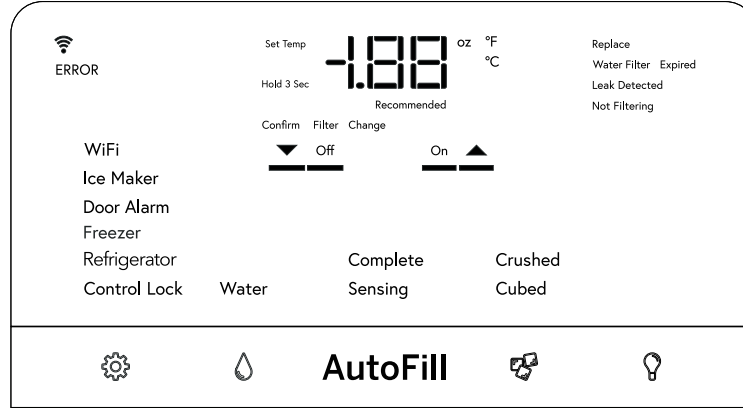 Set Temp -1.88 oz °F
°C
Replace
ERROR
Water Filter Expired
Hold 3 Sec
Leak Detected
Recommended
Not Filtering
Confirm Filter Change
WiFi
Off On
Ice Maker
Door Alarm
Freezer
Refrigerator Complete Crushed
Control Lock Water Sensing Cubed
AutoFill